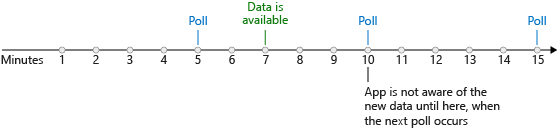 Data is
available
Poll
Poll
Poll
Minutes 1 2 3 4 5 6 7 8 9 10 11 12 13 14 15
App is not aware of the
new data until here, when
the next poll occurs